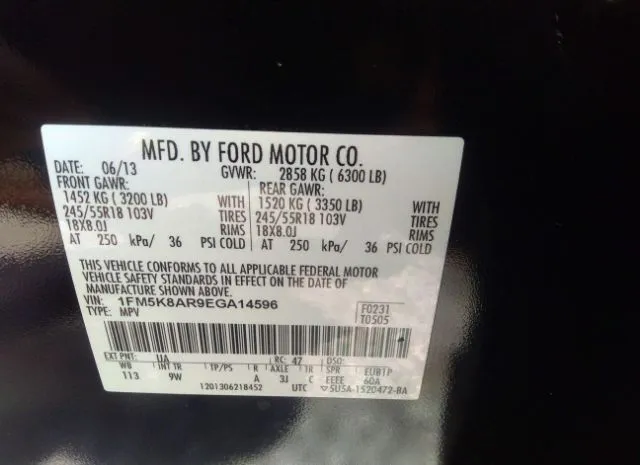 MFD. BY FORD MOTOR CO.
DATE: 06/13 GVWR: 2858 KG ( 6300 LB)
FRONT GAWR: REAR GAWR:
1452 KG ( 3200 LB) WITH 1520 KG ( 3350 LB) WITH
245/55R18 103V TIRES 245/55R18 103V TIRES
18X8.0J RIMS 18X8.0J RIMS
AT 250 kPa/ 36 PSI COLD AT 250 kPa/ 36 PSI COLD
THIS VEHICLE CONFORMS TO ALL APPLICABLE FEDERAL MOTOR
VEHICLE SAFETY STANDARDS IN EFFECT ON THE DATE OF
MANUFACTURE SHOWN ABOVE.
VIN: 1FM5K8AR9EGA14596 F0231
TYPE: MPV T0505
EXT PNT: UA RC: 47 DSO:
WB INT TR R AXLE TR SPR EUBTP
113 9W A 3J C EEEE 60A
1201306218452 UTC 5U5A-1520472-BA